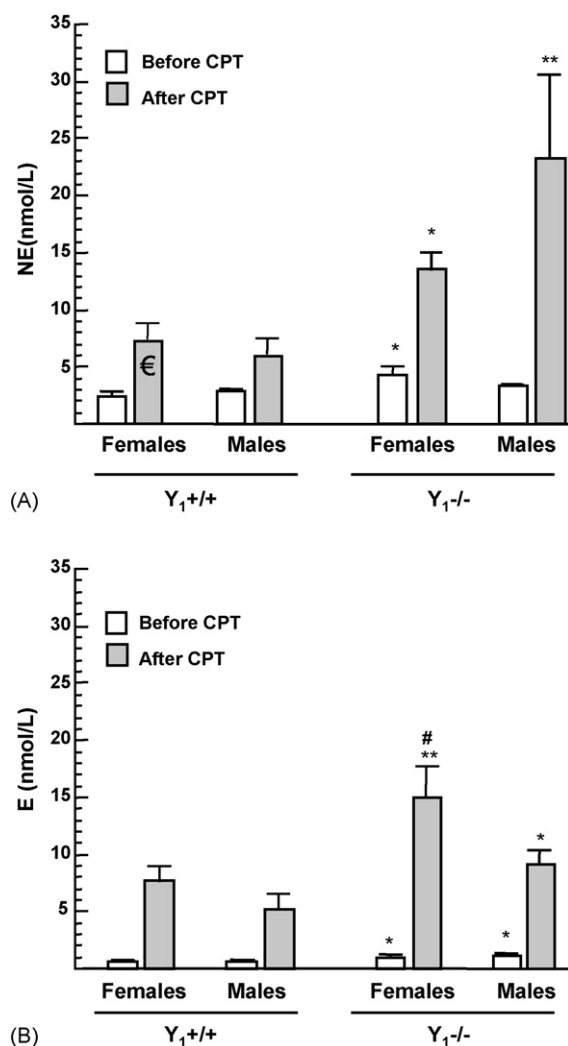 35
Before CPT
After CPT
**
30
25
20
NE(nmol/L)
*
15
10
*
5
€
Females Males Females Males
(A) Y₁+/+ Y₁-/-
35
Before CPT
After CPT
30
25
E (nmol/L)
20
#
**
15
*
10
5
* *
Females Males Females Males
(B) Y₁+/+ Y₁-/-